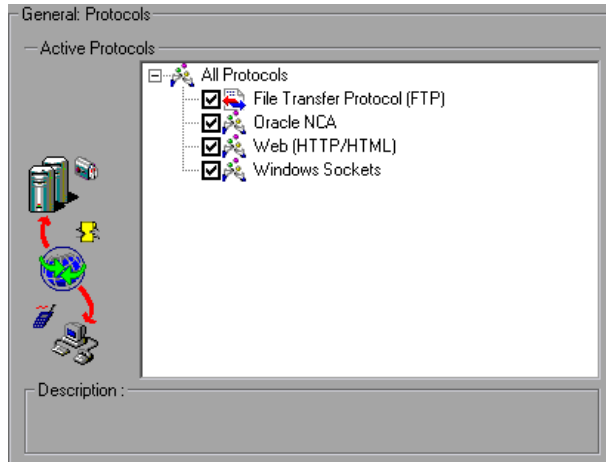 General: Protocols
Active Protocols
All Protocols
File Transfer Protocol (FTP)
Oracle NCA
Web (HTTP/HTML)
Windows Sockets
Description :